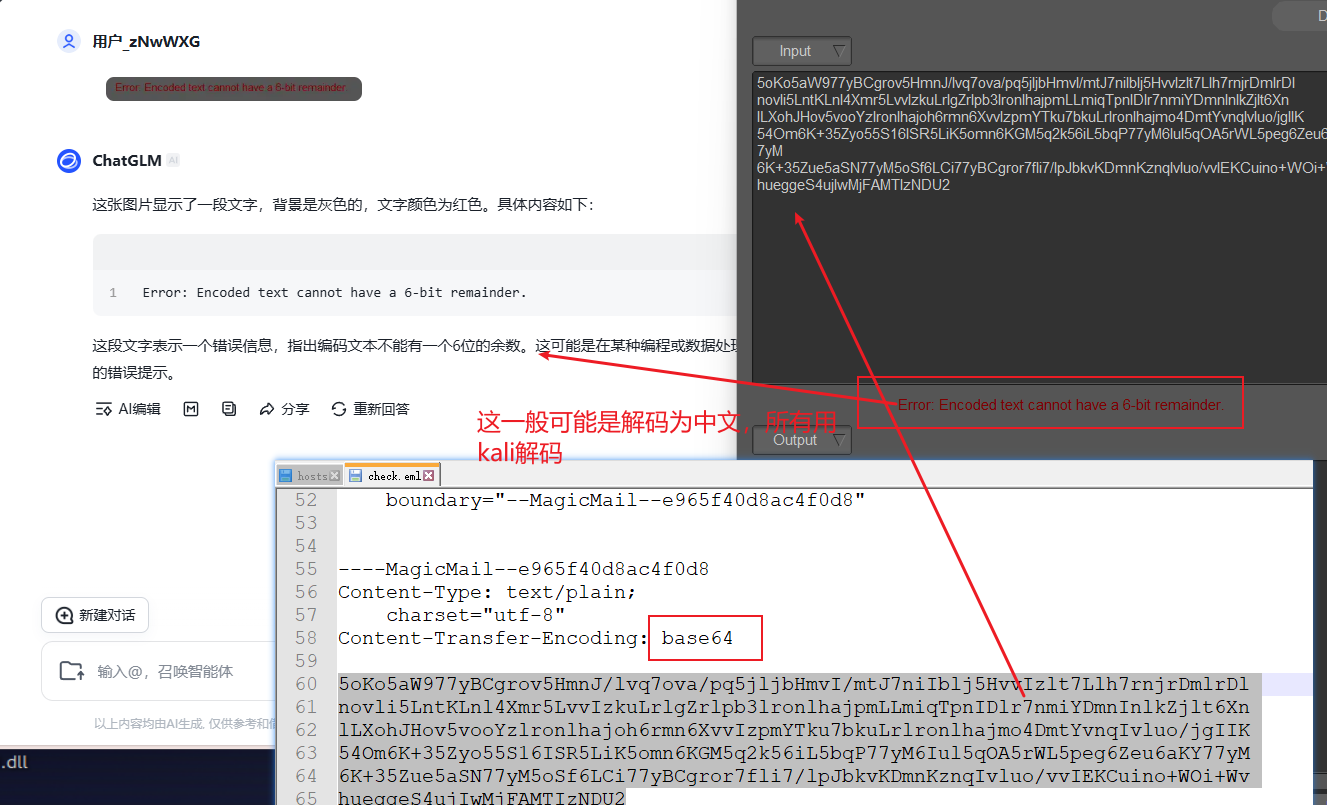 用户_zNwWXG
Error: Encoded text cannot have a 6-bit remainder.
ChatGLM AI
这张图片显示了一段文字，背景是灰色的，文字颜色为红色。具体内容如下：
1 Error: Encoded text cannot have a 6-bit remainder.
这段文字表示一个错误信息，指出编码文本不能有一个6位的余数。这可能是在某种编程或数据处理
的错误提示。
AI编辑
分享
重新回答
新建对话
输入@，召唤智能体
以上内容均由AI生成, 仅供参考和
.dll
D
Input
5oKo5aW977yBCgrov5HmnJ/lvq7ova/pq5jljbHmvI/mtJ7niIblj5HvvIzlt7Llh7rnjrDmlrDl
novli5LntKLnl4Xmr5LvvIzkuLrlgZrlpb3lronlhajpmLLmiqTpnIDlr7nmiYDmnInlkZjlt6Xn
lLXohJHov5vooYzlronlhajoh6rmn6XvvIzpmYTku7bkuLrlronlhajmo4DmtYvnqIvluo/jgIIK
54Om6K+35Zyo55S16ISR5LiK5omn6KGM5q2k56iL5bqP77yM6Iul5qOA5rWL5peg6Zeu6
7yM
6K+35Zue5aSN77yM5oSf6LCi77yBCgror7fli7/lpJbkvKDmnKznqIvluo/vvIEKCuino+WOi+
hueggeS4ujIwMjFAMTIzNDU2
Error: Encoded text cannot have a 6-bit remainder.
Output
这一般可能是解码为中文，所有用
kali解码
hosts
check.eml
52 boundary="--MagicMail--e965f40d8ac4f0d8"
53
54
55 ----MagicMail--e965f40d8ac4f0d8
56 Content-Type: text/plain;
57 charset="utf-8"
58 Content-Transfer-Encoding: base64
59
60 5oKo5aW977yBCgrov5HmnJ/lvq7ova/pq5jljbHmvI/mtJ7niIblj5HvvIzlt7Llh7rnjrDmlrDl
61 novli5LntKLnl4Xmr5LvvIzkuLrlgZrlpb3lronlhajpmLLmiqTpnIDlr7nmiYDmnInlkZjlt6Xn
62 lLXohJHov5vooYzlronlhajoh6rmn6XvvIzpmYTku7bkuLrlronlhajmo4DmtYvnqIvluo/jgIIK
63 54Om6K+35Zyo55S16ISR5LiK5omn6KGM5q2k56iL5bqP77yM6Iul5qOA5rWL5peg6Zeu6aKY77yM
64 6K+35Zue5aSN77yM5oSf6LCi77yBCgror7fli7/lpJbkvKDmnKznqIvluo/vvIEKCuino+WOi+Wv
65 hueggeS4ujIwMjFAMTIzNDU2